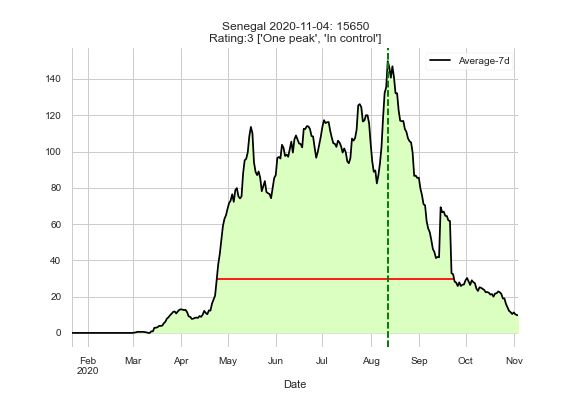 Senegal 2020-11-04: 15650
Rating:3 ['One peak', 'In control']
Average-7d
140
120
100
80
60
40
20
0
Feb Mar Apr May Jun Jul Aug Sep Oct Nov
2020
Date